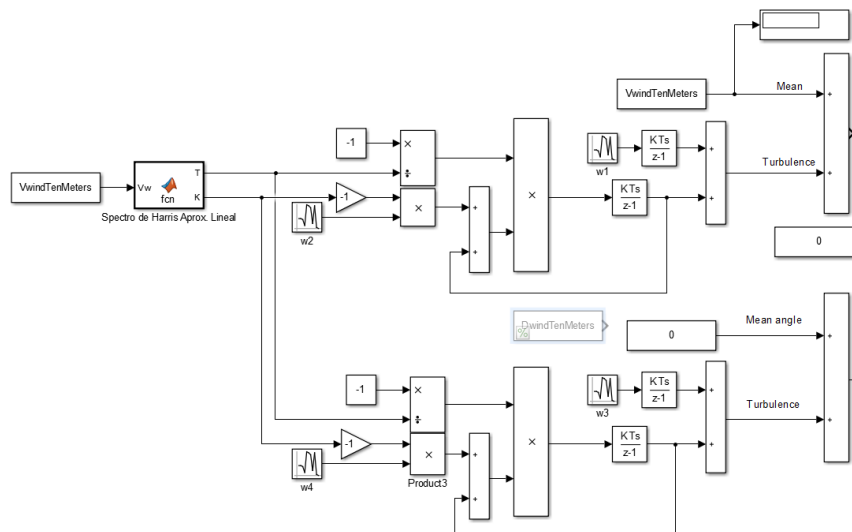 VwindTenMeters
Mean
-1
×
÷
w1
KTs
z-1
+
+
+
Turbulence
+
VwindTenMeters
Vw
fcn
T
K
Spectro de Harris Aprox. Lineal
-1
w2
×
+
+
×
KTs
z-1
+
0
DwindTenMeters
0
Mean angle
+
-1
×
÷
w3
KTs
z-1
+
+
Turbulence
+
-1
w4
×
Product3
+
+
×
KTs
z-1